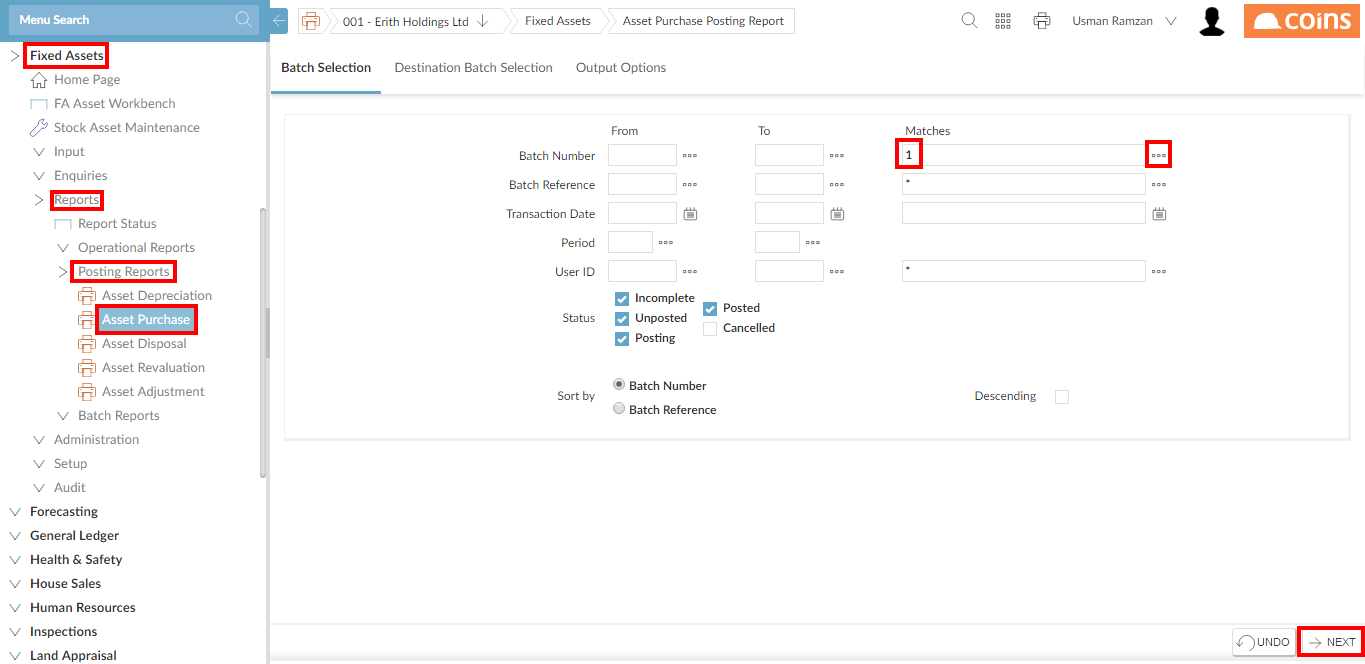 Menu Search
001 - Erith Holdings Ltd
Fixed Assets
Asset Purchase Posting Report
Usman Ramzan
coins
Fixed Assets
Home Page
FA Asset Workbench
Stock Asset Maintenance
Input
Enquiries
Reports
Report Status
Operational Reports
Posting Reports
Asset Depreciation
Asset Purchase
Asset Disposal
Asset Revaluation
Asset Adjustment
Batch Reports
Administration
Setup
Audit
Forecasting
General Ledger
Health & Safety
House Sales
Human Resources
Inspections
Land Appraisal
Batch Selection
Destination Batch Selection
Output Options
From To Matches
Batch Number 1
Batch Reference *
Transaction Date
Period
User ID *
Status
Incomplete
Unposted
Posting
Posted
Cancelled
Sort by
Batch Number
Batch Reference
Descending
UNDO
NEXT